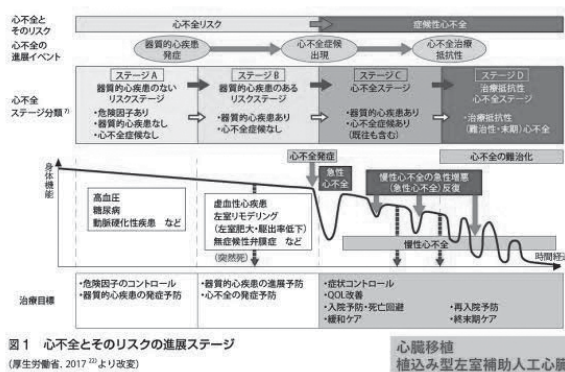 心不全と
そのリスク
心不全リスク
症候性心不全
心不全の
進展イベント
器質的心疾患
発症
心不全症候
出現
心不全治療
抵抗性
心不全
ステージ分類 7)
ステージ A
器質的心疾患のない
リスクステージ
・危険因子あり
・器質的心疾患なし
・心不全症候なし
ステージ B
器質的心疾患のある
リスクステージ
・器質的心疾患あり
・心不全症候なし
ステージ C
心不全ステージ
・器質的心疾患あり
・心不全症候あり
(既往も含む)
ステージ D
治療抵抗性
心不全ステージ
・治療抵抗性
(難治性・末期)心不全
心不全発症
心不全の難治化
身体機能
高血圧
糖尿病
動脈硬化性疾患 など
虚血性心疾患
左室リモデリング
(左室肥大・駆出率低下)
無症候性弁膜症 など
急性
心不全
慢性心不全の急性増悪
(急性心不全)反復
(突然死)
慢性心不全
時間経過
治療目標
・危険因子のコントロール
・器質的心疾患の発症予防
・器質的心疾患の進展予防
・心不全の発症予防
・症状コントロール
・QOL改善
・入院予防・死亡回避
・緩和ケア
・再入院予防
・終末期ケア
図1 心不全とそのリスクの進展ステージ
(厚生労働省. 2017 22) より改変)
心臓移植
植込み型左室補助人工心臓